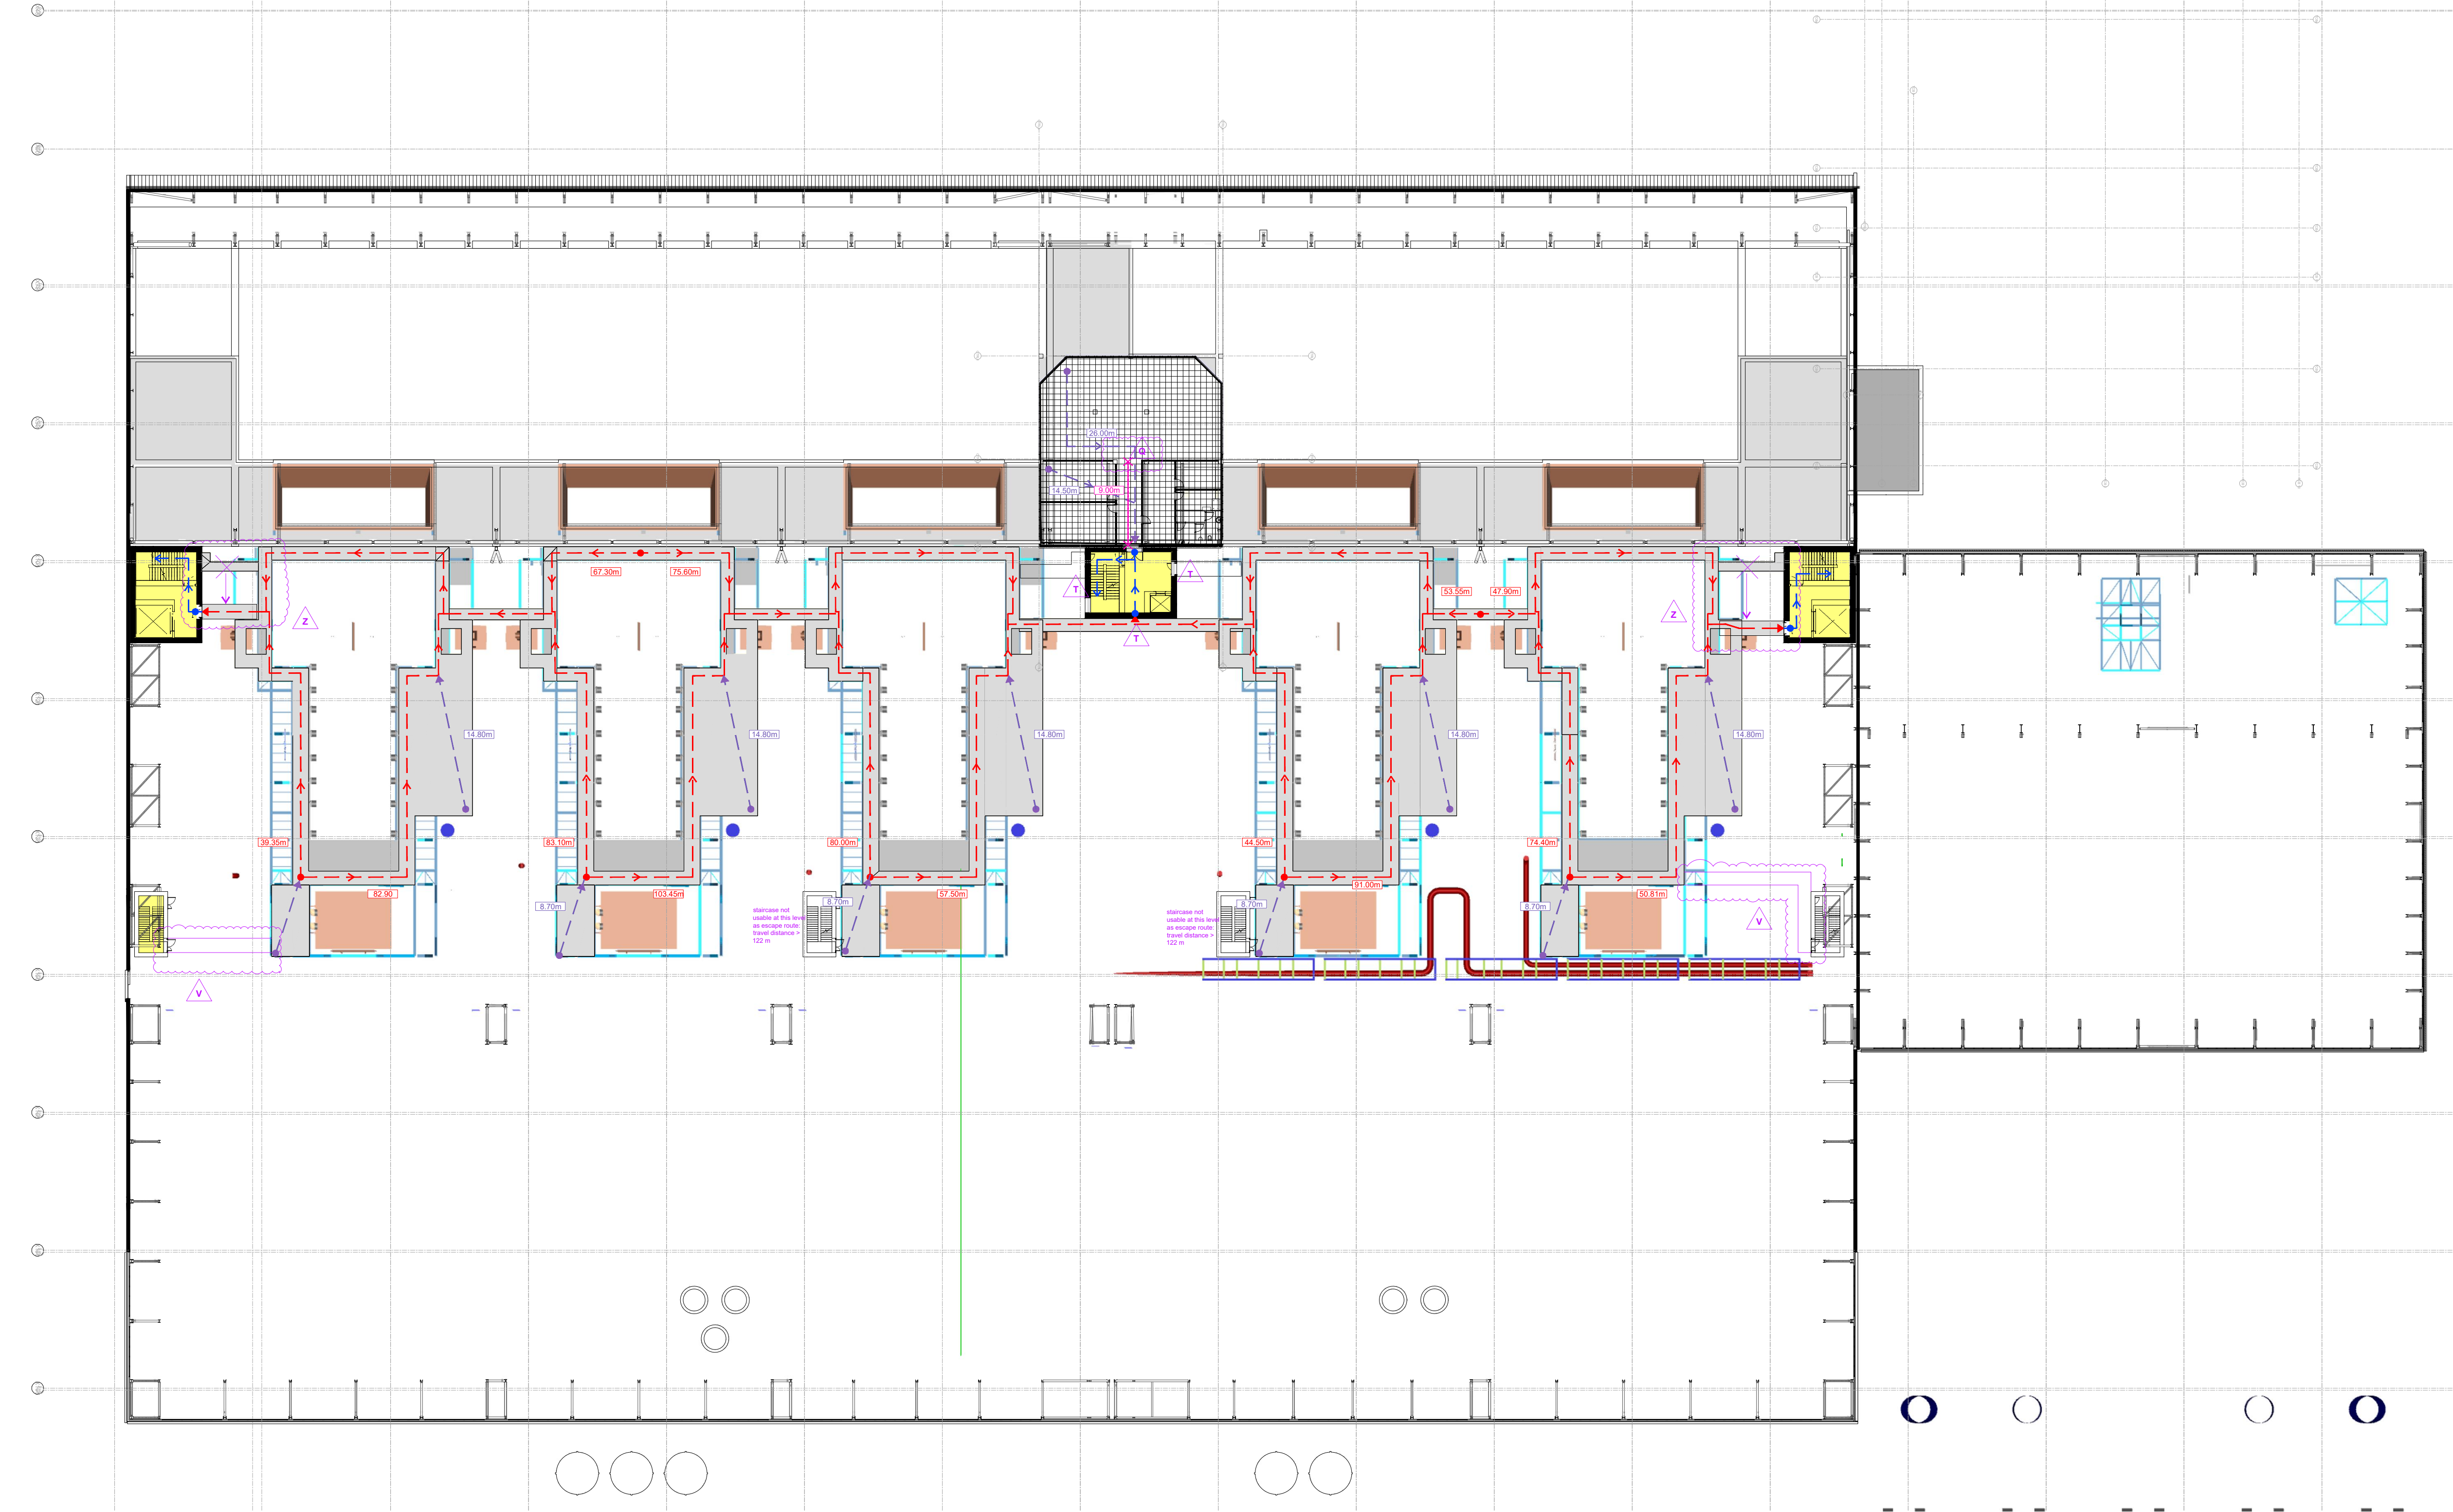 26.00m
Q
14.50m
9.00m
67.30m
75.60m
T
T
53.55m
47.90m
Z
Z
T
14.80m
14.80m
14.80m
14.80m
14.80m
39.35m
83.10m
80.00m
44.50m
74.40m
82.90
103.45m
57.50m
91.00m
50.81m
8.70m
8.70m
8.70m
8.70m
staircase not
usable at this level
as escape route:
travel distance >
122 m
staircase not
usable at this level
as escape route:
travel distance >
122 m
V
V